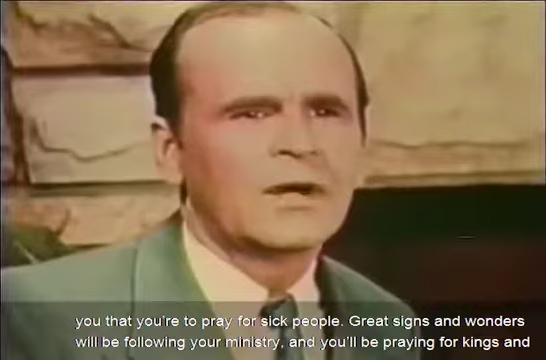 you that you're to pray for sick people. Great signs and wonders
will be following your ministry, and you'll be praying for kings and